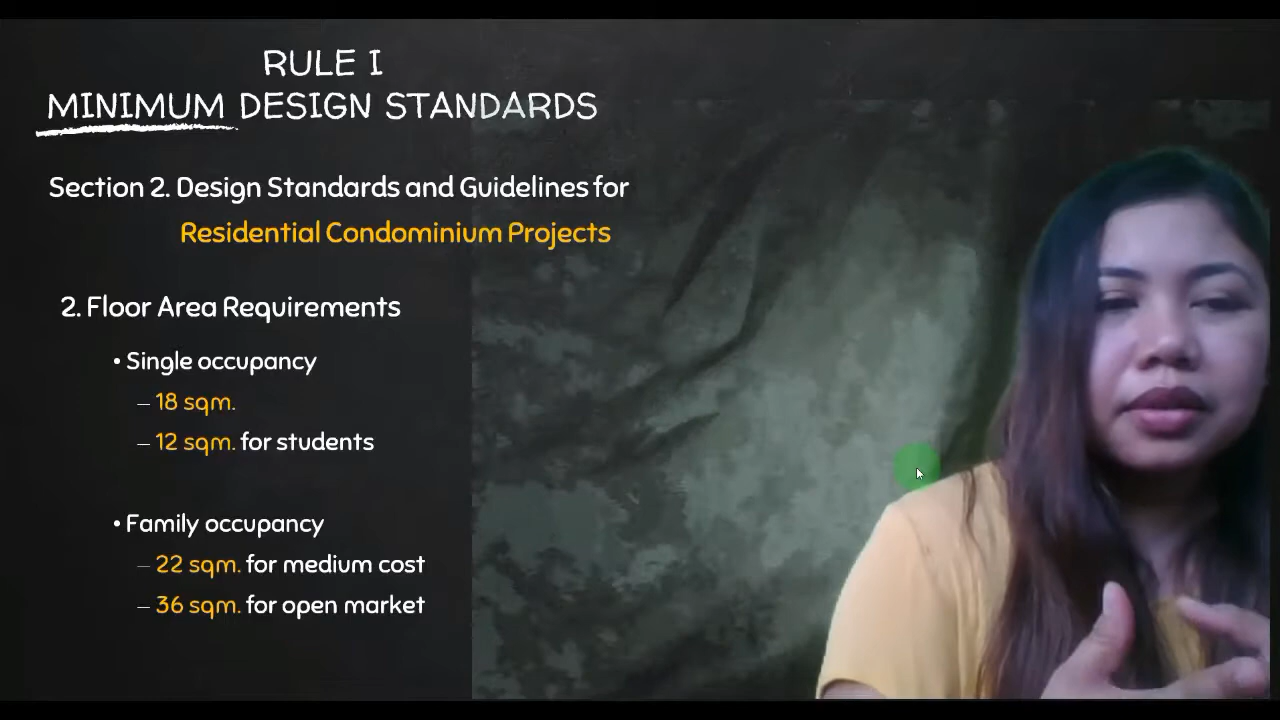 RULE I
MINIMUM DESIGN STANDARDS
Section 2. Design Standards and Guidelines for
Residential Condominium Projects
2. Floor Area Requirements
• Single occupancy
– 18 sqm.
– 12 sqm. for students
• Family occupancy
– 22 sqm. for medium cost
– 36 sqm. for open market